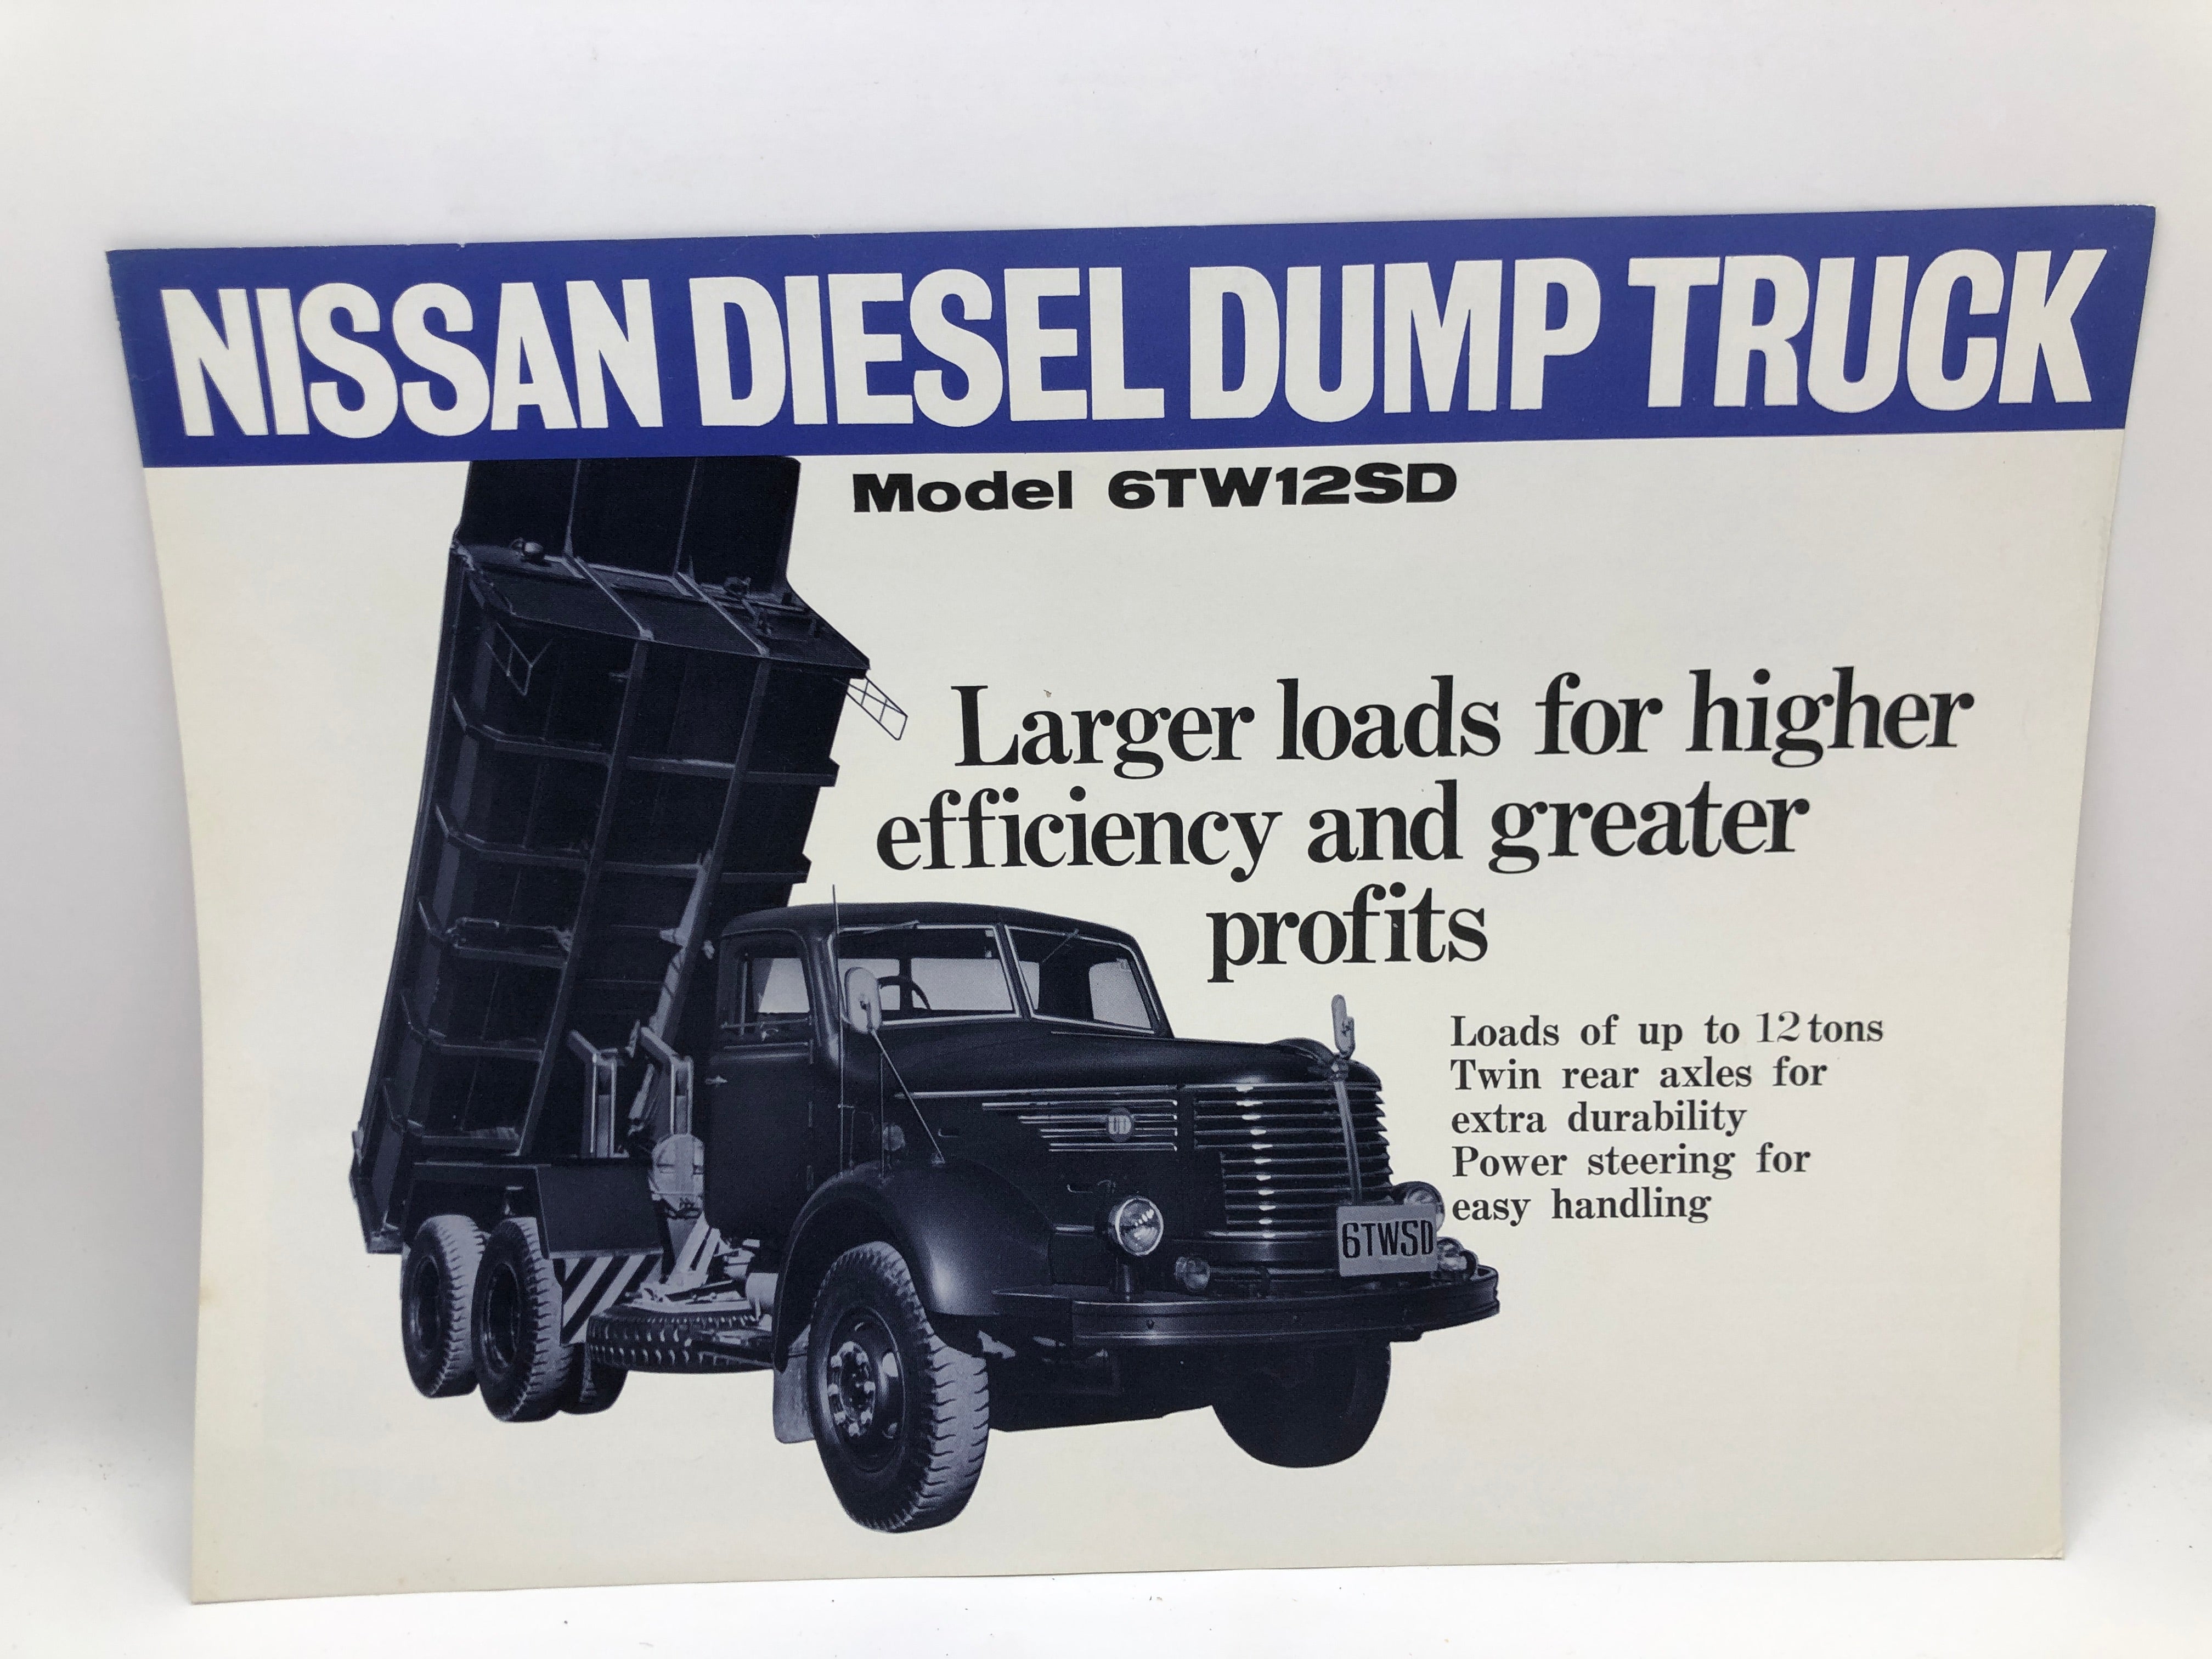 NISSAN DIESEL DUMP TRUCK
Model 6TW12SD
Larger loads for higher
efficiency and greater
profits
Loads of up to 12 tons
Twin rear axles for
extra durability
Power steering for
easy handling
UD
6TWSD